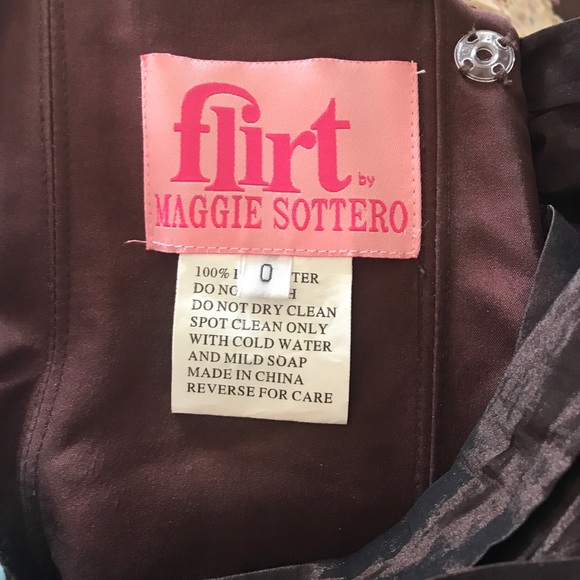 flirt
by
MAGGIE SOTTERO
0
100%
DO
DO NOT DRY CLEAN
SPOT CLEAN ONLY
WITH COLD WATER
AND MILD SOAP
MADE IN CHINA
REVERSE FOR CARE